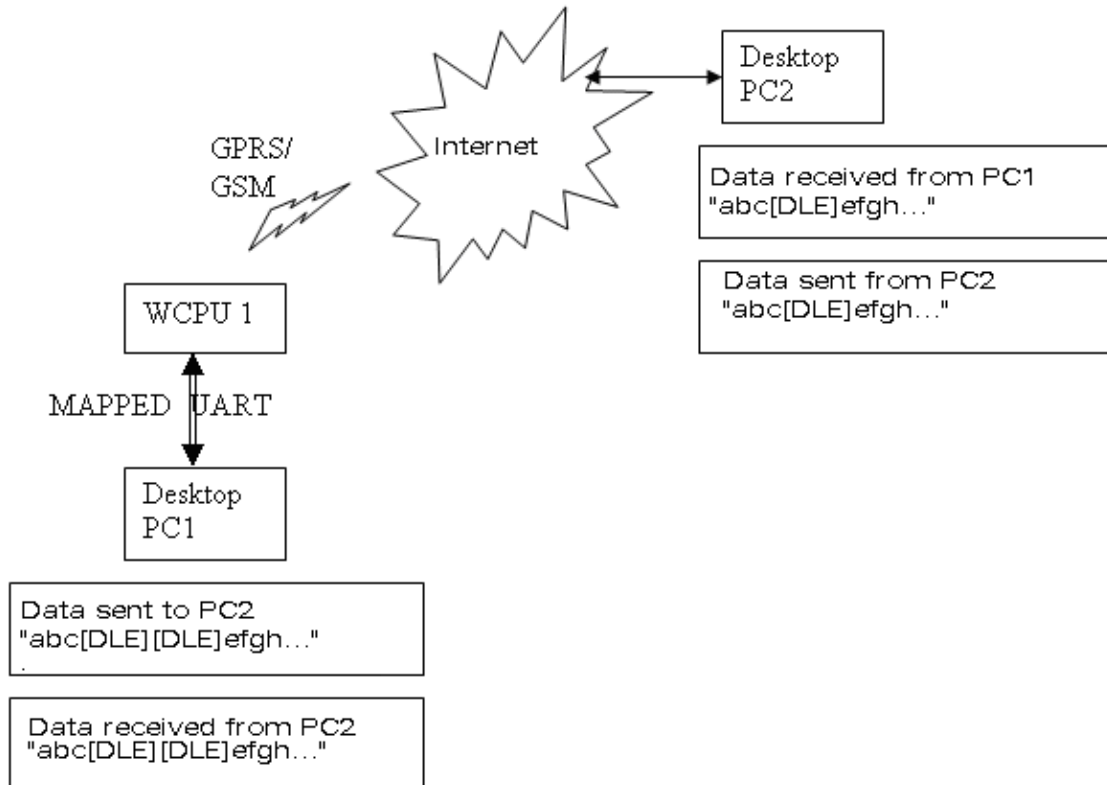 Desktop
PC2
GPRS/
GSM
Internet
Data received from PC1
"abc[DLE]efgh..."
Data sent from PC2
"abc[DLE]efgh..."
WCPU 1
MAPPED UART
Desktop
PC1
Data sent to PC2
"abc[DLE][DLE]efgh..."
.
Data received from PC2
"abc[DLE][DLE]efgh..."